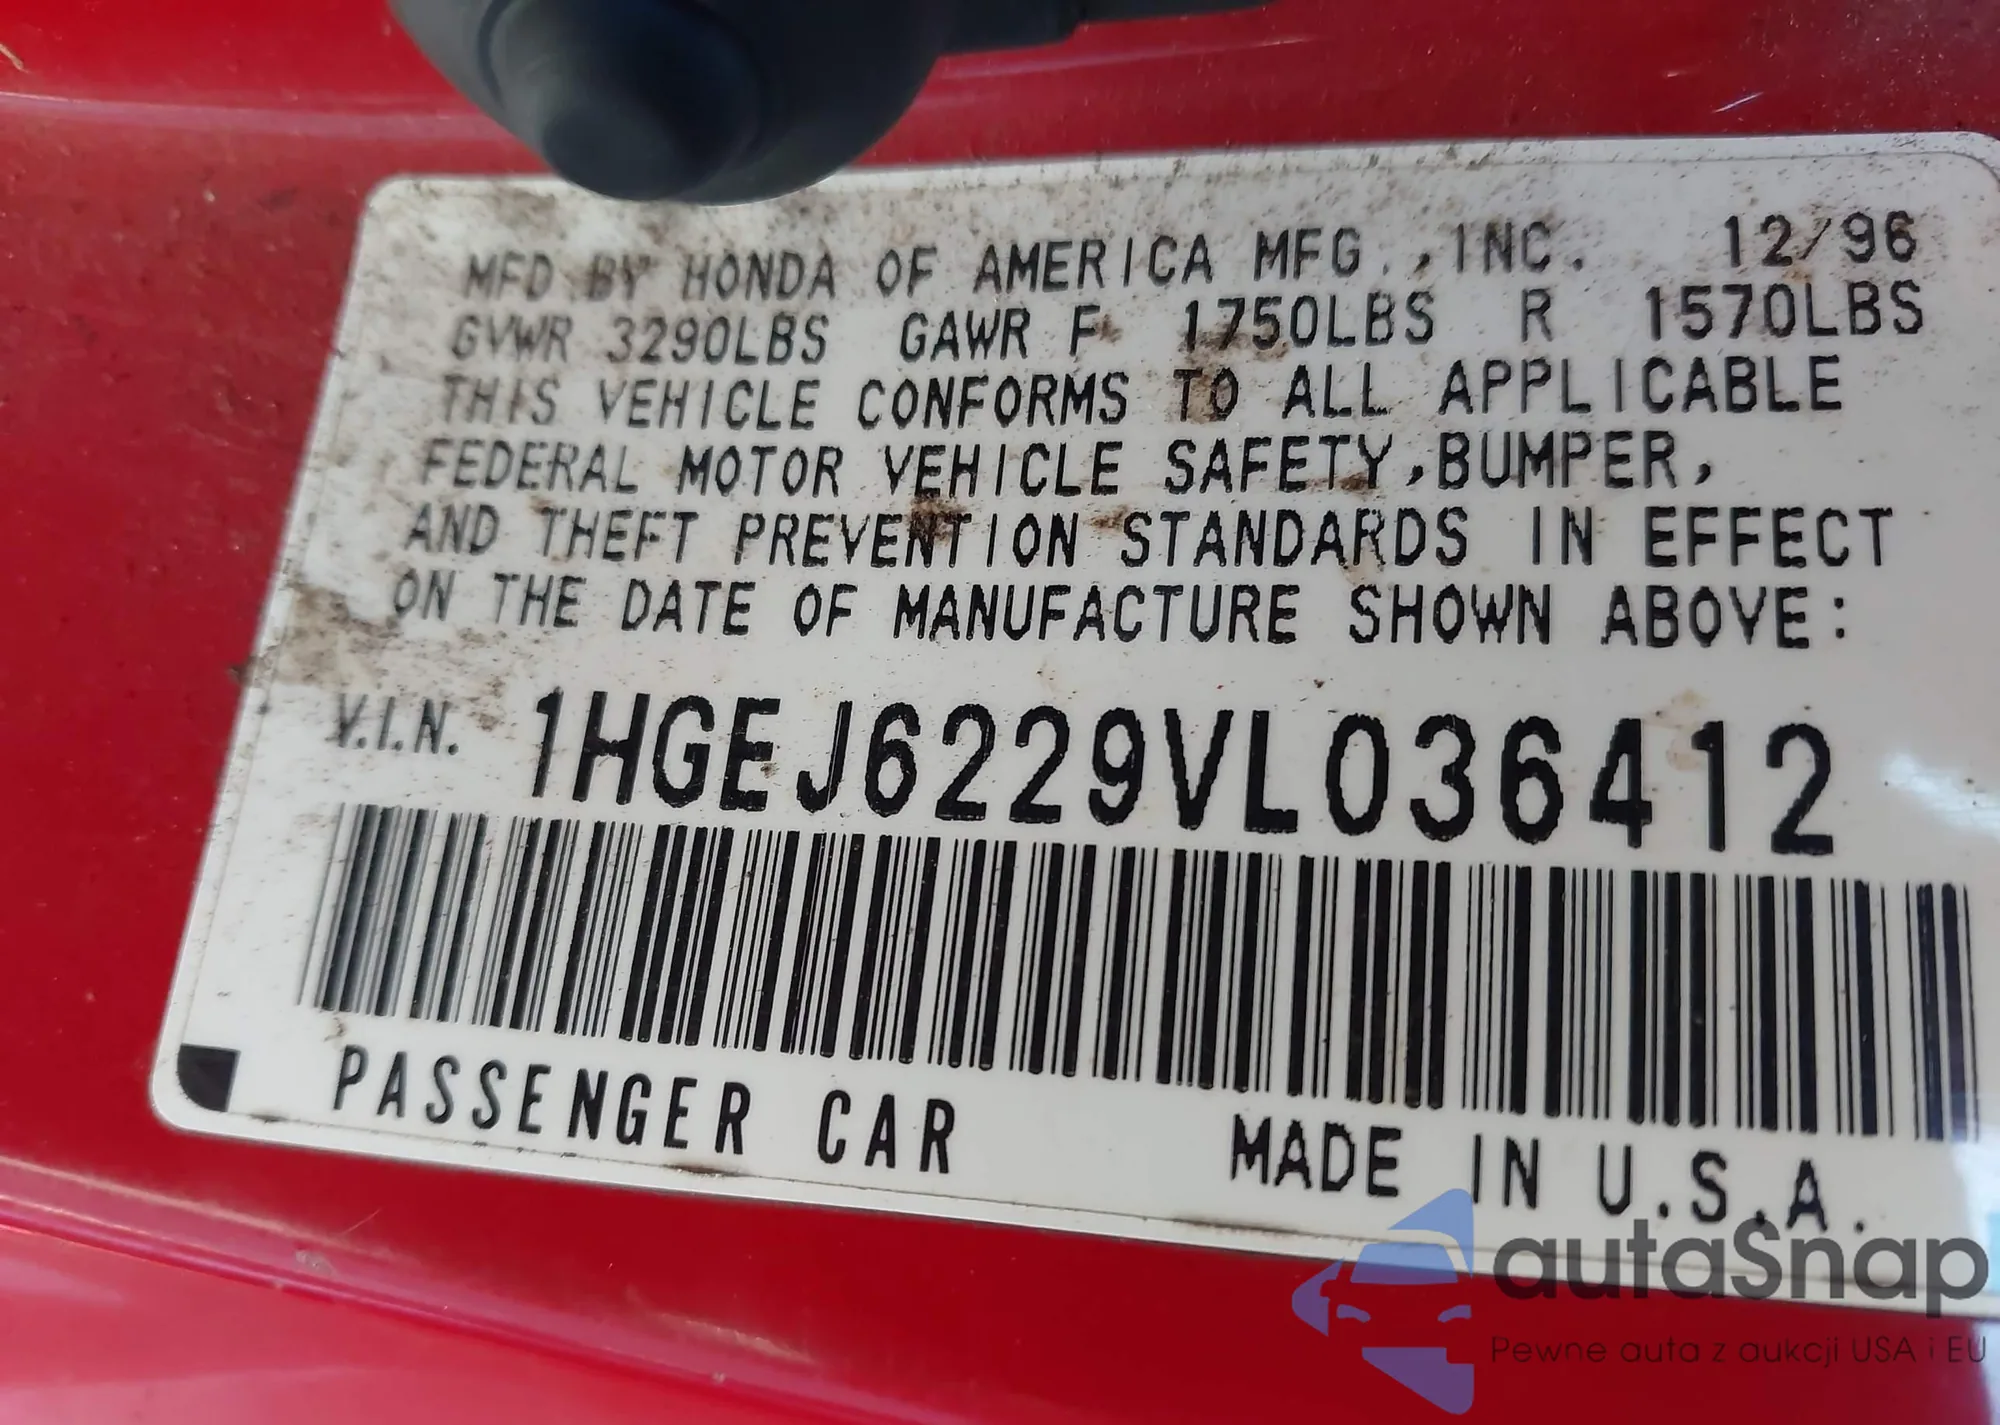 MFD.BY HONDA OF AMERICA MFG.,INC. 12/96
GVWR 3290LBS GAWR F 1750LBS R 1570LBS
THIS VEHICLE CONFORMS TO ALL APPLICABLE
FEDERAL MOTOR VEHICLE SAFETY,BUMPER,
AND THEFT PREVENTION STANDARDS IN EFFECT
ON THE DATE OF MANUFACTURE SHOWN ABOVE:
V.I.N. 1HGEJ6229VL036412
PASSENGER CAR MADE IN U.S.A.
autaSnap
Pewne auta z aukcji USA i EU